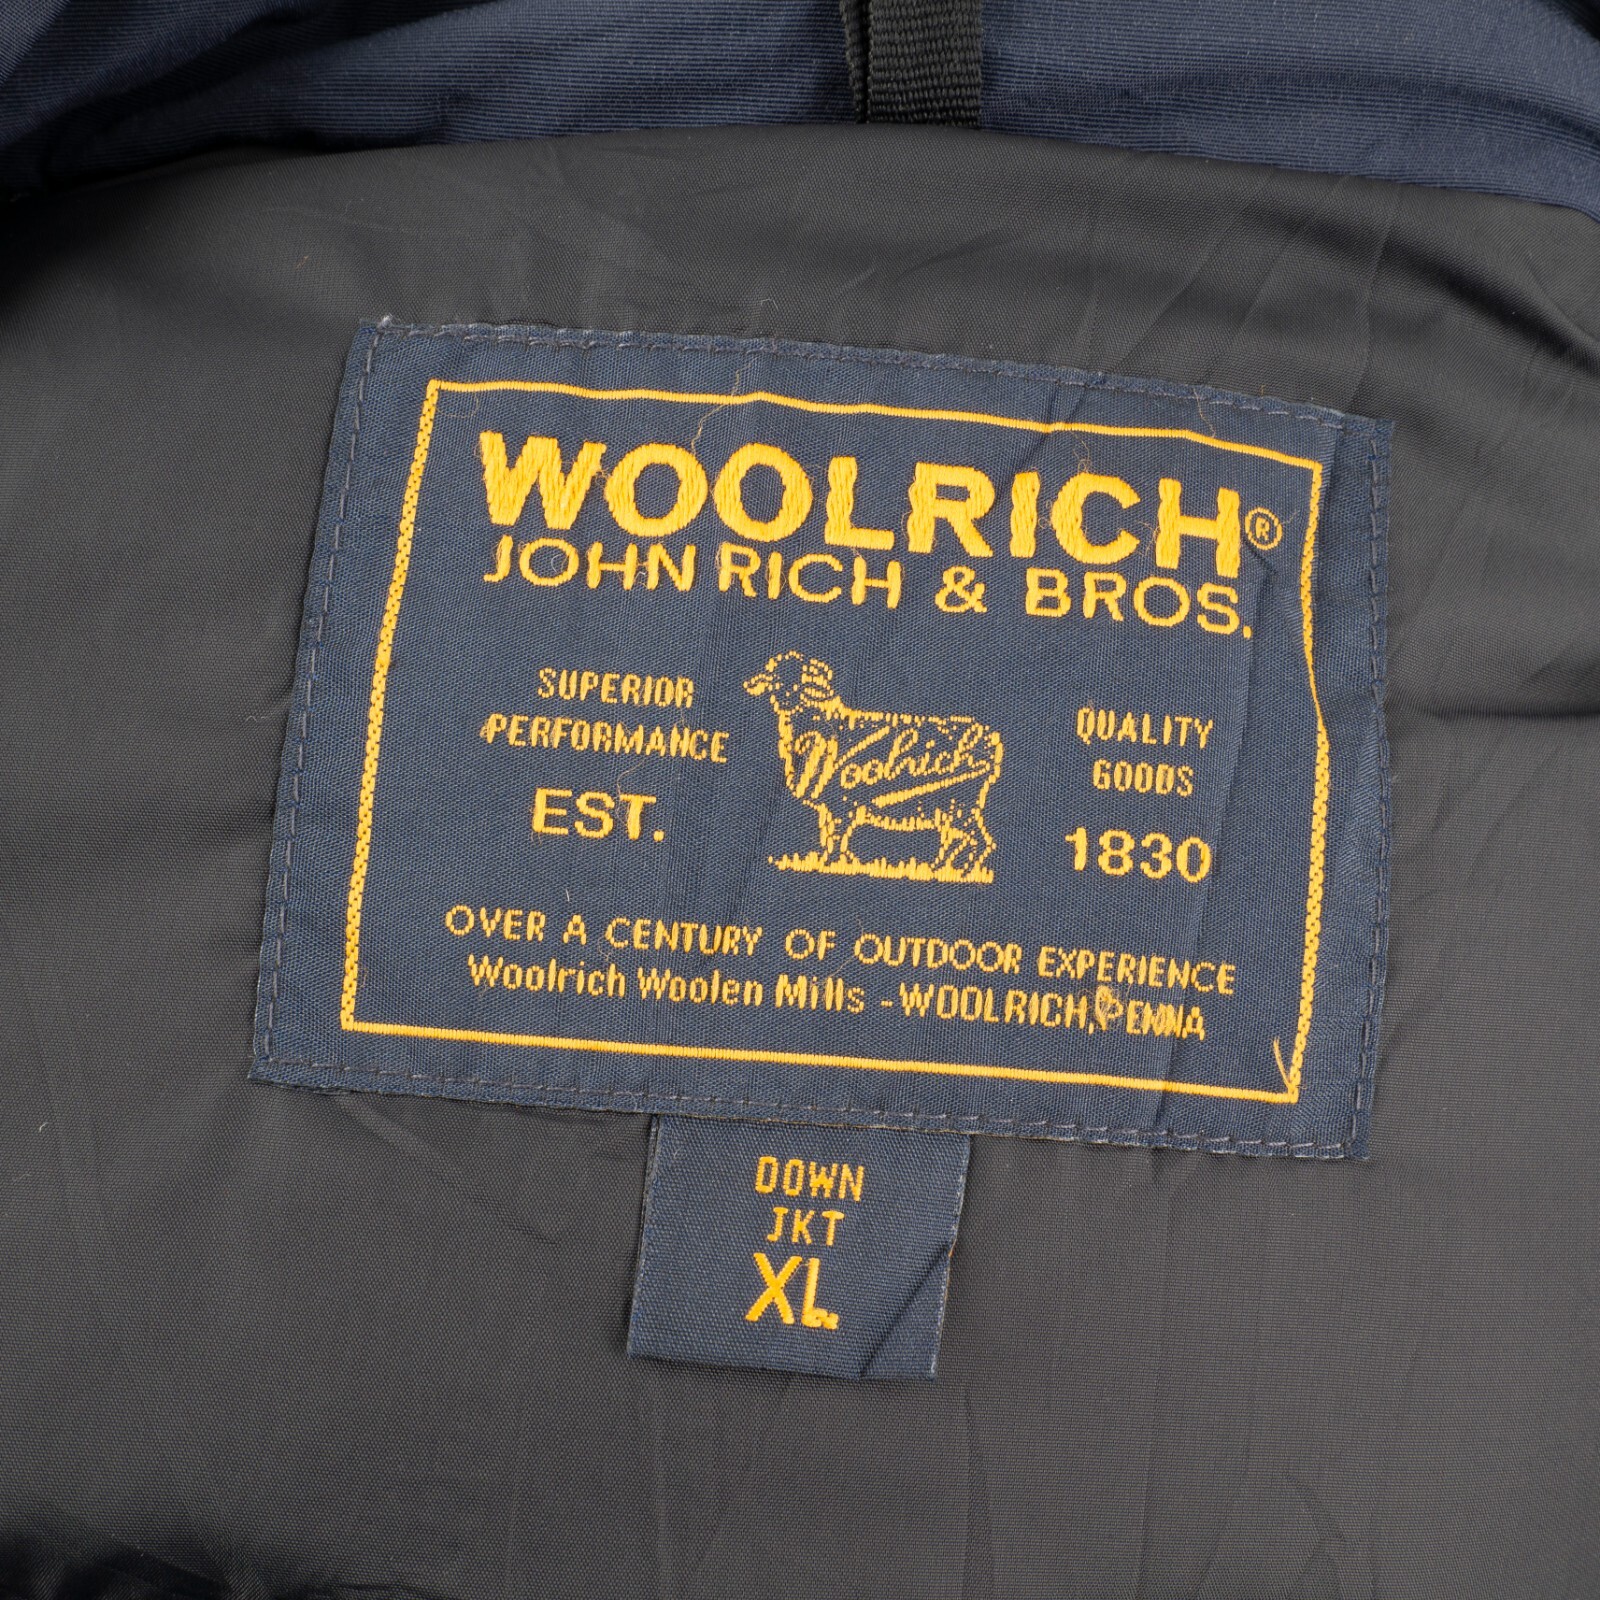 WOOLRICH®
JOHN RICH & BROS.
SUPERIOR
PERFORMANCE
EST.
Woolrich
QUALITY
GOODS
1830
OVER A CENTURY OF OUTDOOR EXPERIENCE
Woolrich Woolen Mills - WOOLRICH, PENNA
DOWN
JKT
XL